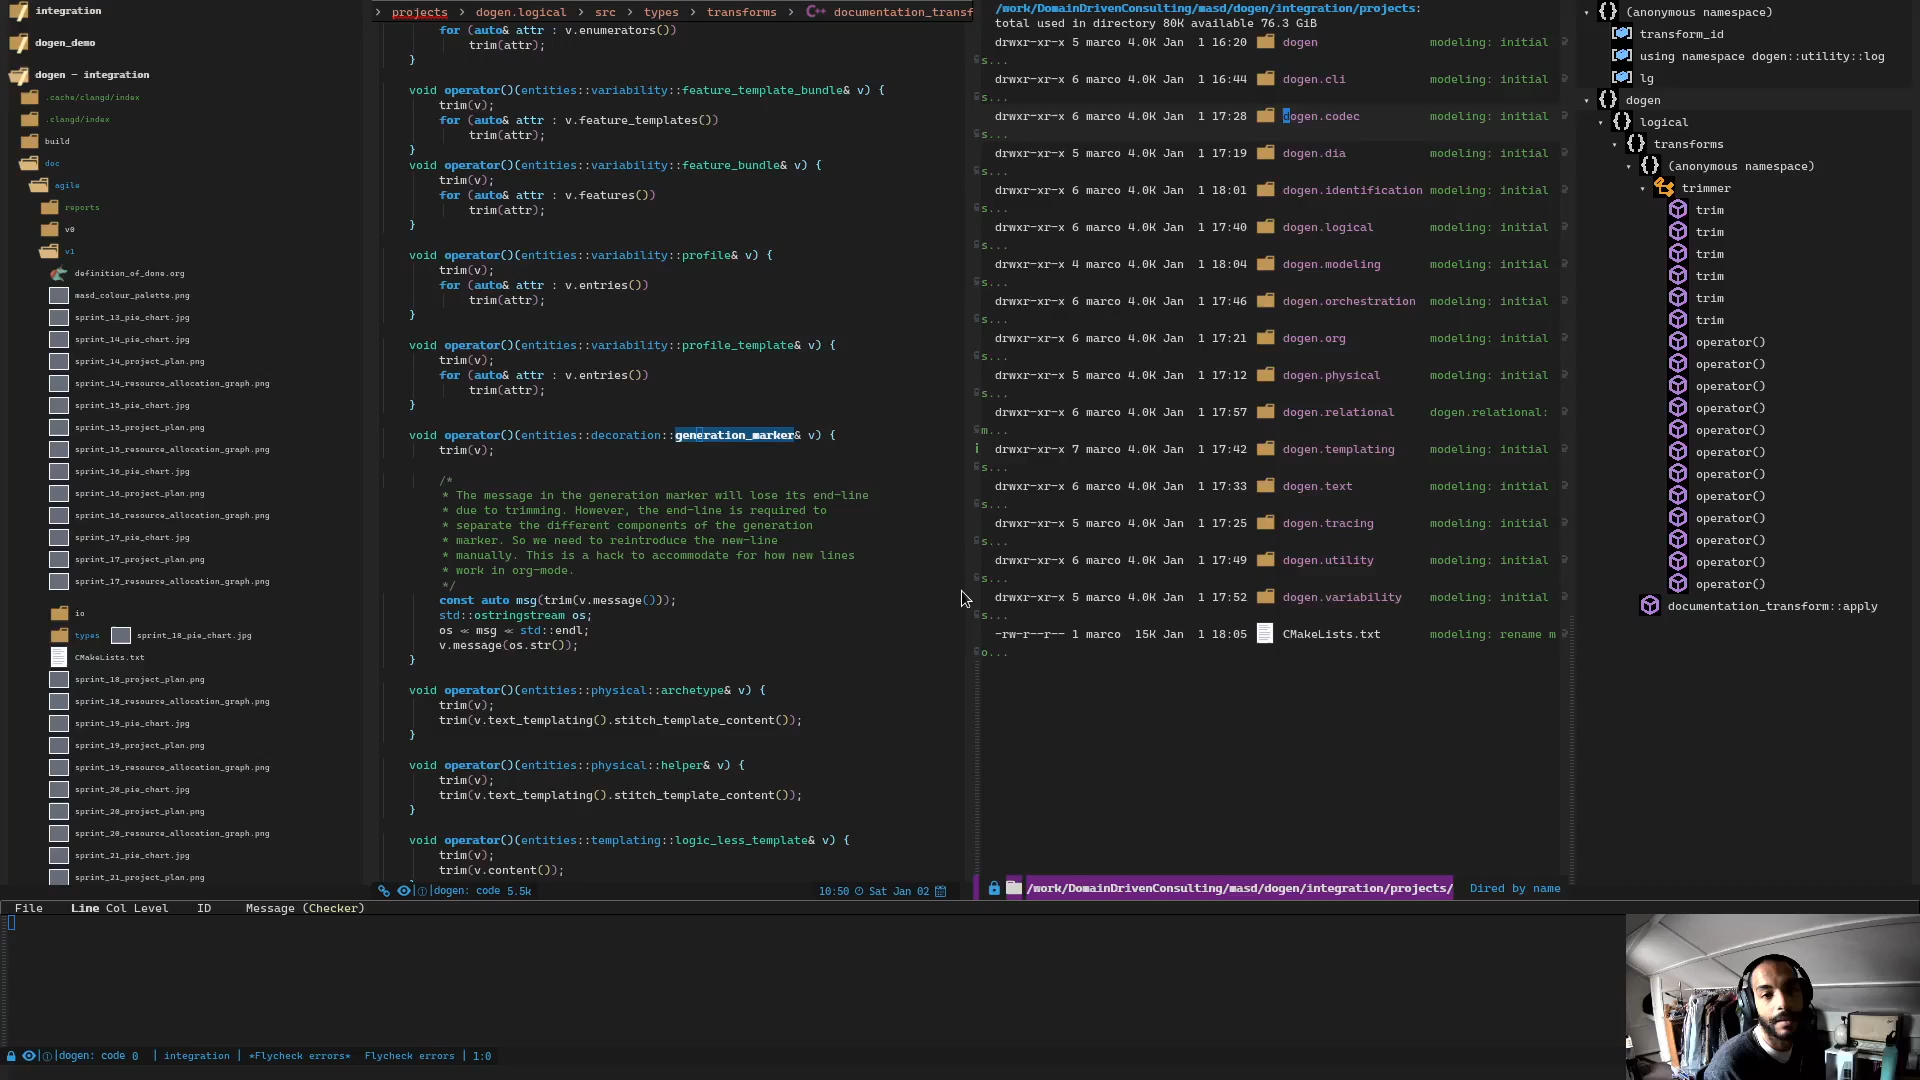 integration
dogen_demo
dogen – integration
.cache/clangd/index
.clangd/index
build
doc
agile
reports
v0
v1
definition_of_done.org
masd_colour_palette.png
sprint_13_pie_chart.jpg
sprint_14_pie_chart.jpg
sprint_14_project_plan.png
sprint_14_resource_allocation_graph.png
sprint_15_pie_chart.jpg
sprint_15_project_plan.png
sprint_15_resource_allocation_graph.png
sprint_16_pie_chart.jpg
sprint_16_project_plan.png
sprint_16_resource_allocation_graph.png
sprint_17_pie_chart.jpg
sprint_17_project_plan.png
sprint_17_resource_allocation_graph.png
io
types sprint_18_pie_chart.jpg
CMakeLists.txt
sprint_18_project_plan.png
sprint_18_resource_allocation_graph.png
sprint_19_pie_chart.jpg
sprint_19_project_plan.png
sprint_19_resource_allocation_graph.png
sprint_20_pie_chart.jpg
sprint_20_project_plan.png
sprint_20_resource_allocation_graph.png
sprint_21_pie_chart.jpg
sprint_21_project_plan.png
> projects > dogen.logical > src > types > transforms > C++ documentation_transf
for (auto& attr : v.enumerators())
trim(attr);
}
void operator()(entities::variability::feature_template_bundle& v) {
trim(v);
for (auto& attr : v.feature_templates())
trim(attr);
}
void operator()(entities::variability::feature_bundle& v) {
trim(v);
for (auto& attr : v.features())
trim(attr);
}
void operator()(entities::variability::profile& v) {
trim(v);
for (auto& attr : v.entries())
trim(attr);
}
void operator()(entities::variability::profile_template& v) {
trim(v);
for (auto& attr : v.entries())
trim(attr);
}
void operator()(entities::decoration::generation_marker& v) {
trim(v);
/*
* The message in the generation marker will lose its end-line
* due to trimming. However, the end-line is required to
* separate the different components of the generation
* marker. So we need to reintroduce the new-line
* manually. This is a hack to accommodate for how new lines
* work in org-mode.
*/
const auto msg(trim(v.message()));
std::ostringstream os;
os ≪ msg ≪ std::endl;
v.message(os.str());
}
void operator()(entities::physical::archetype& v) {
trim(v);
trim(v.text_templating().stitch_template_content());
}
void operator()(entities::physical::helper& v) {
trim(v);
trim(v.text_templating().stitch_template_content());
}
void operator()(entities::templating::logic_less_template& v) {
trim(v);
trim(v.content());
dogen: code 5.5k 10:50 Sat Jan 02
/work/DomainDrivenConsulting/masd/dogen/integration/projects:
total used in directory 80K available 76.3 GiB
drwxr-xr-x 5 marco 4.0K Jan 1 16:20 dogen modeling: initial
s...
drwxr-xr-x 6 marco 4.0K Jan 1 16:44 dogen.cli modeling: initial
s...
drwxr-xr-x 6 marco 4.0K Jan 1 17:28 dogen.codec modeling: initial
s...
drwxr-xr-x 5 marco 4.0K Jan 1 17:19 dogen.dia modeling: initial
s...
drwxr-xr-x 6 marco 4.0K Jan 1 18:01 dogen.identification modeling: initial
s...
drwxr-xr-x 6 marco 4.0K Jan 1 17:40 dogen.logical modeling: initial
s...
drwxr-xr-x 4 marco 4.0K Jan 1 18:04 dogen.modeling modeling: initial
s...
drwxr-xr-x 6 marco 4.0K Jan 1 17:46 dogen.orchestration modeling: initial
s...
drwxr-xr-x 6 marco 4.0K Jan 1 17:21 dogen.org modeling: initial
s...
drwxr-xr-x 5 marco 4.0K Jan 1 17:12 dogen.physical modeling: initial
s...
drwxr-xr-x 6 marco 4.0K Jan 1 17:57 dogen.relational dogen.relational:
m...
drwxr-xr-x 7 marco 4.0K Jan 1 17:42 dogen.templating modeling: initial
s...
drwxr-xr-x 6 marco 4.0K Jan 1 17:33 dogen.text modeling: initial
s...
drwxr-xr-x 5 marco 4.0K Jan 1 17:25 dogen.tracing modeling: initial
s...
drwxr-xr-x 6 marco 4.0K Jan 1 17:49 dogen.utility modeling: initial
s...
drwxr-xr-x 5 marco 4.0K Jan 1 17:52 dogen.variability modeling: initial
s...
-rw-r--r-- 1 marco 15K Jan 1 18:05 CMakeLists.txt modeling: rename m
o...
/work/DomainDrivenConsulting/masd/dogen/integration/projects/ Dired by name
{} (anonymous namespace)
transform_id
using namespace dogen::utility::log
lg
{} dogen
{} logical
{} transforms
{} (anonymous namespace)
trimmer
trim
trim
trim
trim
trim
trim
operator()
operator()
operator()
operator()
operator()
operator()
operator()
operator()
operator()
operator()
operator()
operator()
documentation_transform::apply
File Line Col Level ID Message (Checker)
dogen: code 0 | integration | *Flycheck errors* Flycheck errors | 1:0